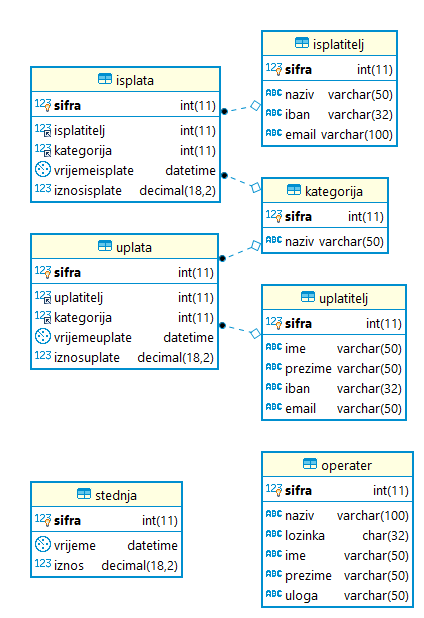 isplata
123 sifra int(11)
123 isplatitelj int(11)
123 kategorija int(11)
vrijemeisplate datetime
123 iznosisplate decimal(18,2)
isplatitelj
123 sifra int(11)
ABC naziv varchar(50)
ABC iban varchar(32)
ABC email varchar(100)
kategorija
123 sifra int(11)
ABC naziv varchar(50)
uplata
123 sifra int(11)
123 uplatitelj int(11)
123 kategorija int(11)
vrijemeuplate datetime
123 iznosuplate decimal(18,2)
uplatitelj
123 sifra int(11)
ABC ime varchar(50)
ABC prezime varchar(50)
ABC iban varchar(32)
ABC email varchar(50)
stednja
123 sifra int(11)
vrijeme datetime
123 iznos decimal(18,2)
operater
123 sifra int(11)
ABC naziv varchar(100)
ABC lozinka char(32)
ABC ime varchar(50)
ABC prezime varchar(50)
ABC uloga varchar(50)